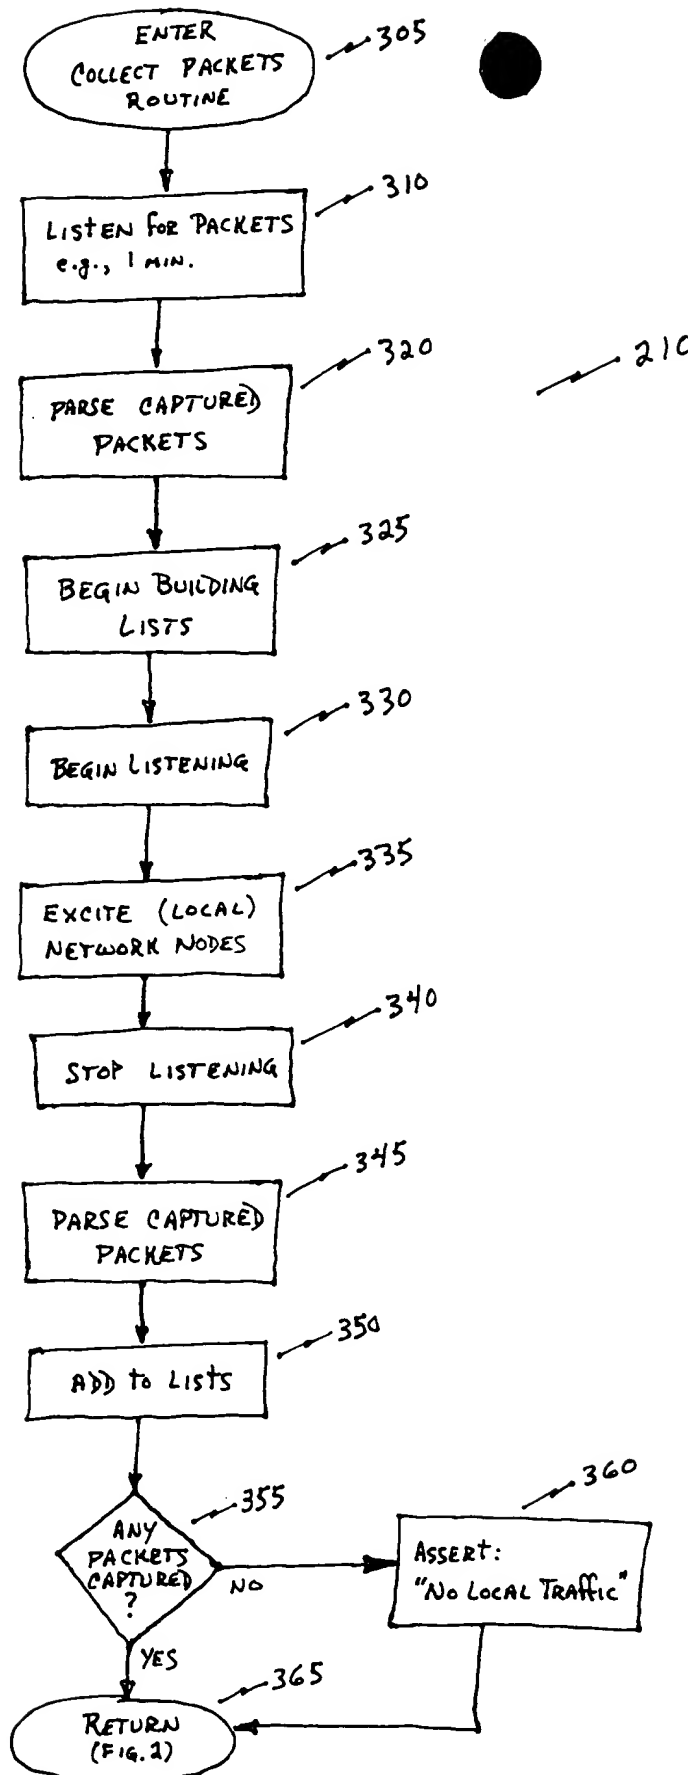 ENTER
COLLECT PACKETS
ROUTINE
305
LISTEN FOR PACKETS
e.g., 1 MIN.
310
PARSE CAPTURED
PACKETS
320
210
BEGIN BUILDING
LISTS
325
BEGIN LISTENING
330
EXCITE (LOCAL)
NETWORK NODES
335
STOP LISTENING
340
PARSE CAPTURED
PACKETS
345
ADD to LISTS
350
ANY
PACKETS
CAPTURED
?
355
NO
YES
ASSERT:
"NO LOCAL TRAFFIC"
360
RETURN
(FIG. 2)
365